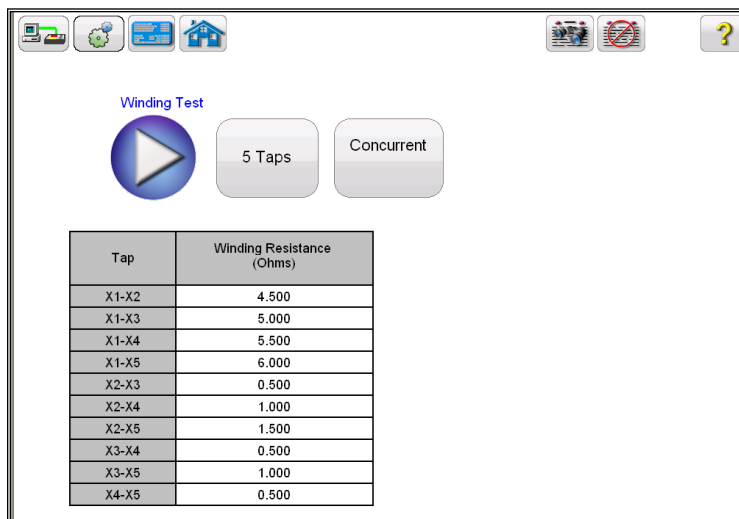 ?
Winding Test
5 Taps
Concurrent
Tap
Winding Resistance
(Ohms)
X1-X2 4.500
X1-X3 5.000
X1-X4 5.500
X1-X5 6.000
X2-X3 0.500
X2-X4 1.000
X2-X5 1.500
X3-X4 0.500
X3-X5 1.000
X4-X5 0.500